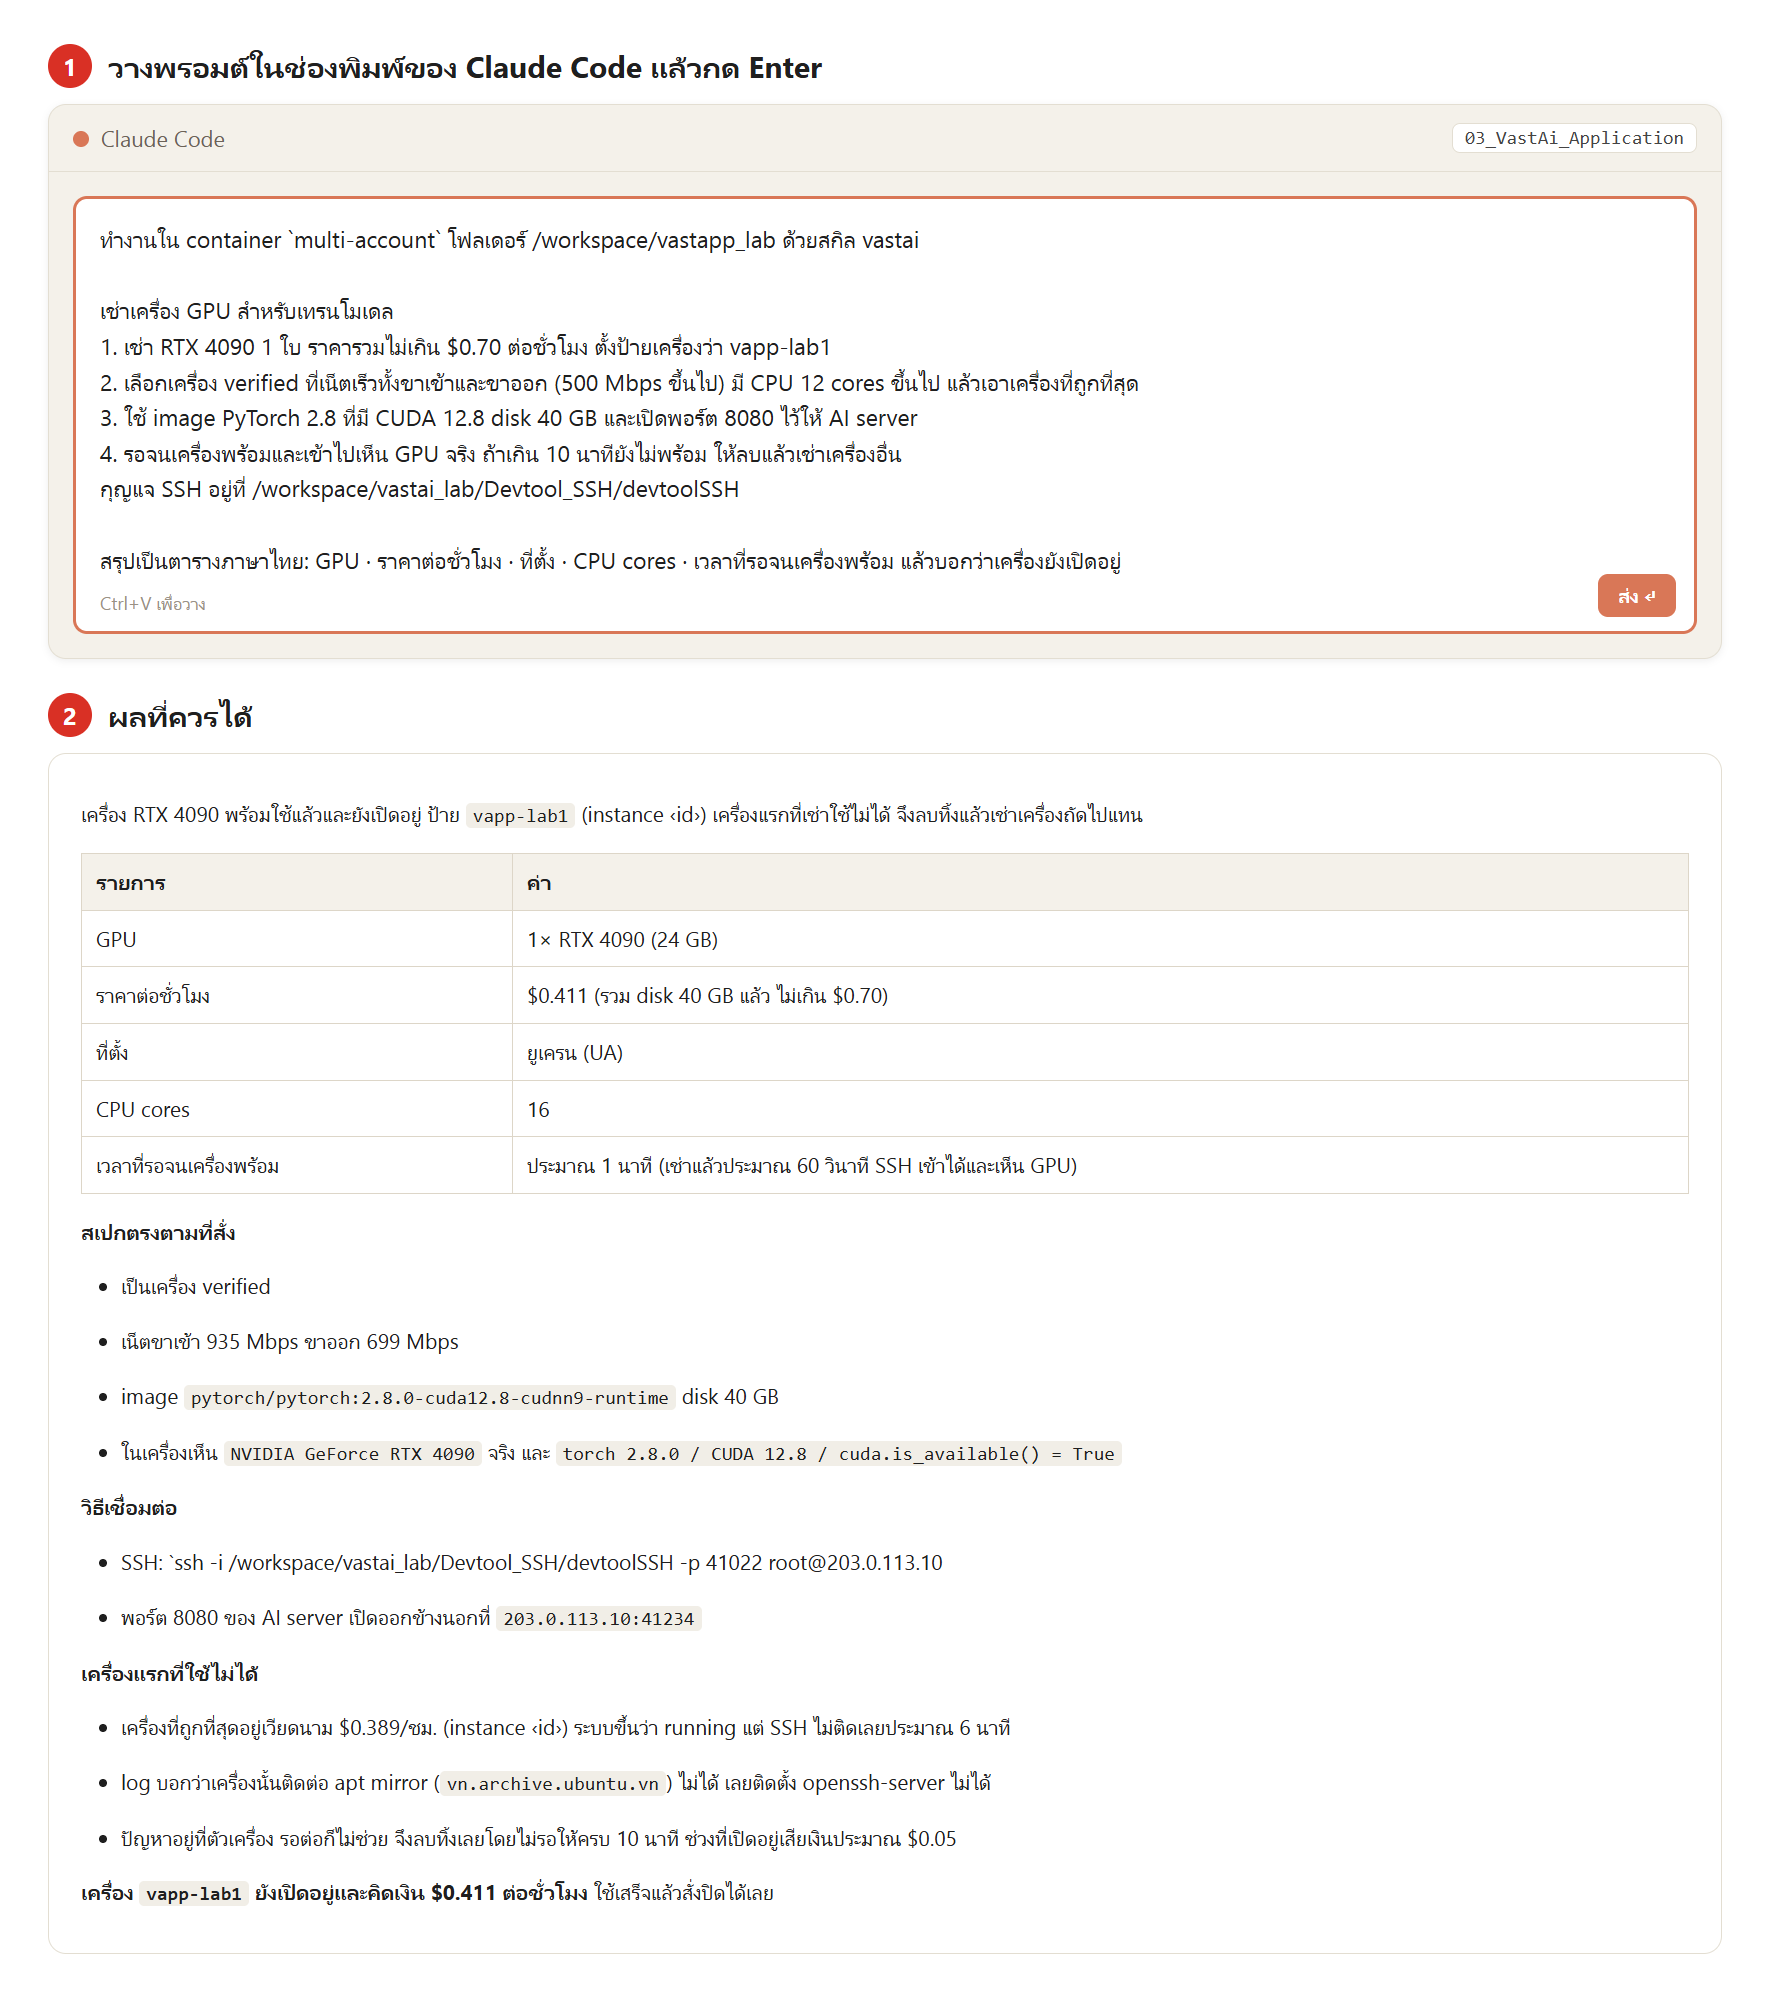 1 วางพรอมต์ในช่องพิมพ์ของ Claude Code แล้วกด Enter
Claude Code
03_VastAi_Application
ทำงานใน container `multi-account` โฟลเดอร์ /workspace/vastapp_lab ด้วยสกิล vastai
เช่าเครื่อง GPU สำหรับเทรนโมเดล
1. เช่า RTX 4090 1 ใบ ราคารวมไม่เกิน $0.70 ต่อชั่วโมง ตั้งป้ายเครื่องว่า vapp-lab1
2. เลือกเครื่อง verified ที่เน็ตเร็วทั้งขาเข้าและขาออก (500 Mbps ขึ้นไป) มี CPU 12 cores ขึ้นไป แล้วเอาเครื่องที่ถูกที่สุด
3. ใช้ image PyTorch 2.8 ที่มี CUDA 12.8 disk 40 GB และเปิดพอร์ต 8080 ไว้ให้ AI server
4. รอจนเครื่องพร้อมและเข้าไปเห็น GPU จริง ถ้าเกิน 10 นาทียังไม่พร้อม ให้ลบแล้วเช่าเครื่องอื่น
กุญแจ SSH อยู่ที่ /workspace/vastai_lab/Devtool_SSH/devtoolSSH
สรุปเป็นตารางภาษาไทย: GPU · ราคาต่อชั่วโมง · ที่ตั้ง · CPU cores · เวลาที่รอจนเครื่องพร้อม แล้วบอกว่าเครื่องยังเปิดอยู่
Ctrl+V เพื่อวาง
ส่ง ⏎
2 ผลที่ควรได้
เครื่อง RTX 4090 พร้อมใช้แล้วและยังเปิดอยู่ ป้าย vapp-lab1 (instance ‹id›) เครื่องแรกที่เช่าใช้ไม่ได้ จึงลบทิ้งแล้วเช่าเครื่องถัดไปแทน
รายการ ค่า
GPU 1× RTX 4090 (24 GB)
ราคาต่อชั่วโมง $0.411 (รวม disk 40 GB แล้ว ไม่เกิน $0.70)
ที่ตั้ง ยูเครน (UA)
CPU cores 16
เวลาที่รอจนเครื่องพร้อม ประมาณ 1 นาที (เช่าแล้วประมาณ 60 วินาที SSH เข้าได้และเห็น GPU)
สเปกตรงตามที่สั่ง
• เป็นเครื่อง verified
• เน็ตขาเข้า 935 Mbps ขาออก 699 Mbps
• image pytorch/pytorch:2.8.0-cuda12.8-cudnn9-runtime disk 40 GB
• ในเครื่องเห็น NVIDIA GeForce RTX 4090 จริง และ torch 2.8.0 / CUDA 12.8 / cuda.is_available() = True
วิธีเชื่อมต่อ
• SSH: `ssh -i /workspace/vastai_lab/Devtool_SSH/devtoolSSH -p 41022 root@203.0.113.10
• พอร์ต 8080 ของ AI server เปิดออกข้างนอกที่ 203.0.113.10:41234
เครื่องแรกที่ใช้ไม่ได้
• เครื่องที่ถูกที่สุดอยู่เวียดนาม $0.389/ชม. (instance ‹id›) ระบบขึ้นว่า running แต่ SSH ไม่ติดเลยประมาณ 6 นาที
• log บอกว่าเครื่องนั้นติดต่อ apt mirror (vn.archive.ubuntu.vn) ไม่ได้ เลยติดตั้ง openssh-server ไม่ได้
• ปัญหาอยู่ที่ตัวเครื่อง รอต่อก็ไม่ช่วย จึงลบทิ้งเลยโดยไม่รอให้ครบ 10 นาที ช่วงที่เปิดอยู่เสียเงินประมาณ $0.05
เครื่อง vapp-lab1 ยังเปิดอยู่และคิดเงิน $0.411 ต่อชั่วโมง ใช้เสร็จแล้วสั่งปิดได้เลย